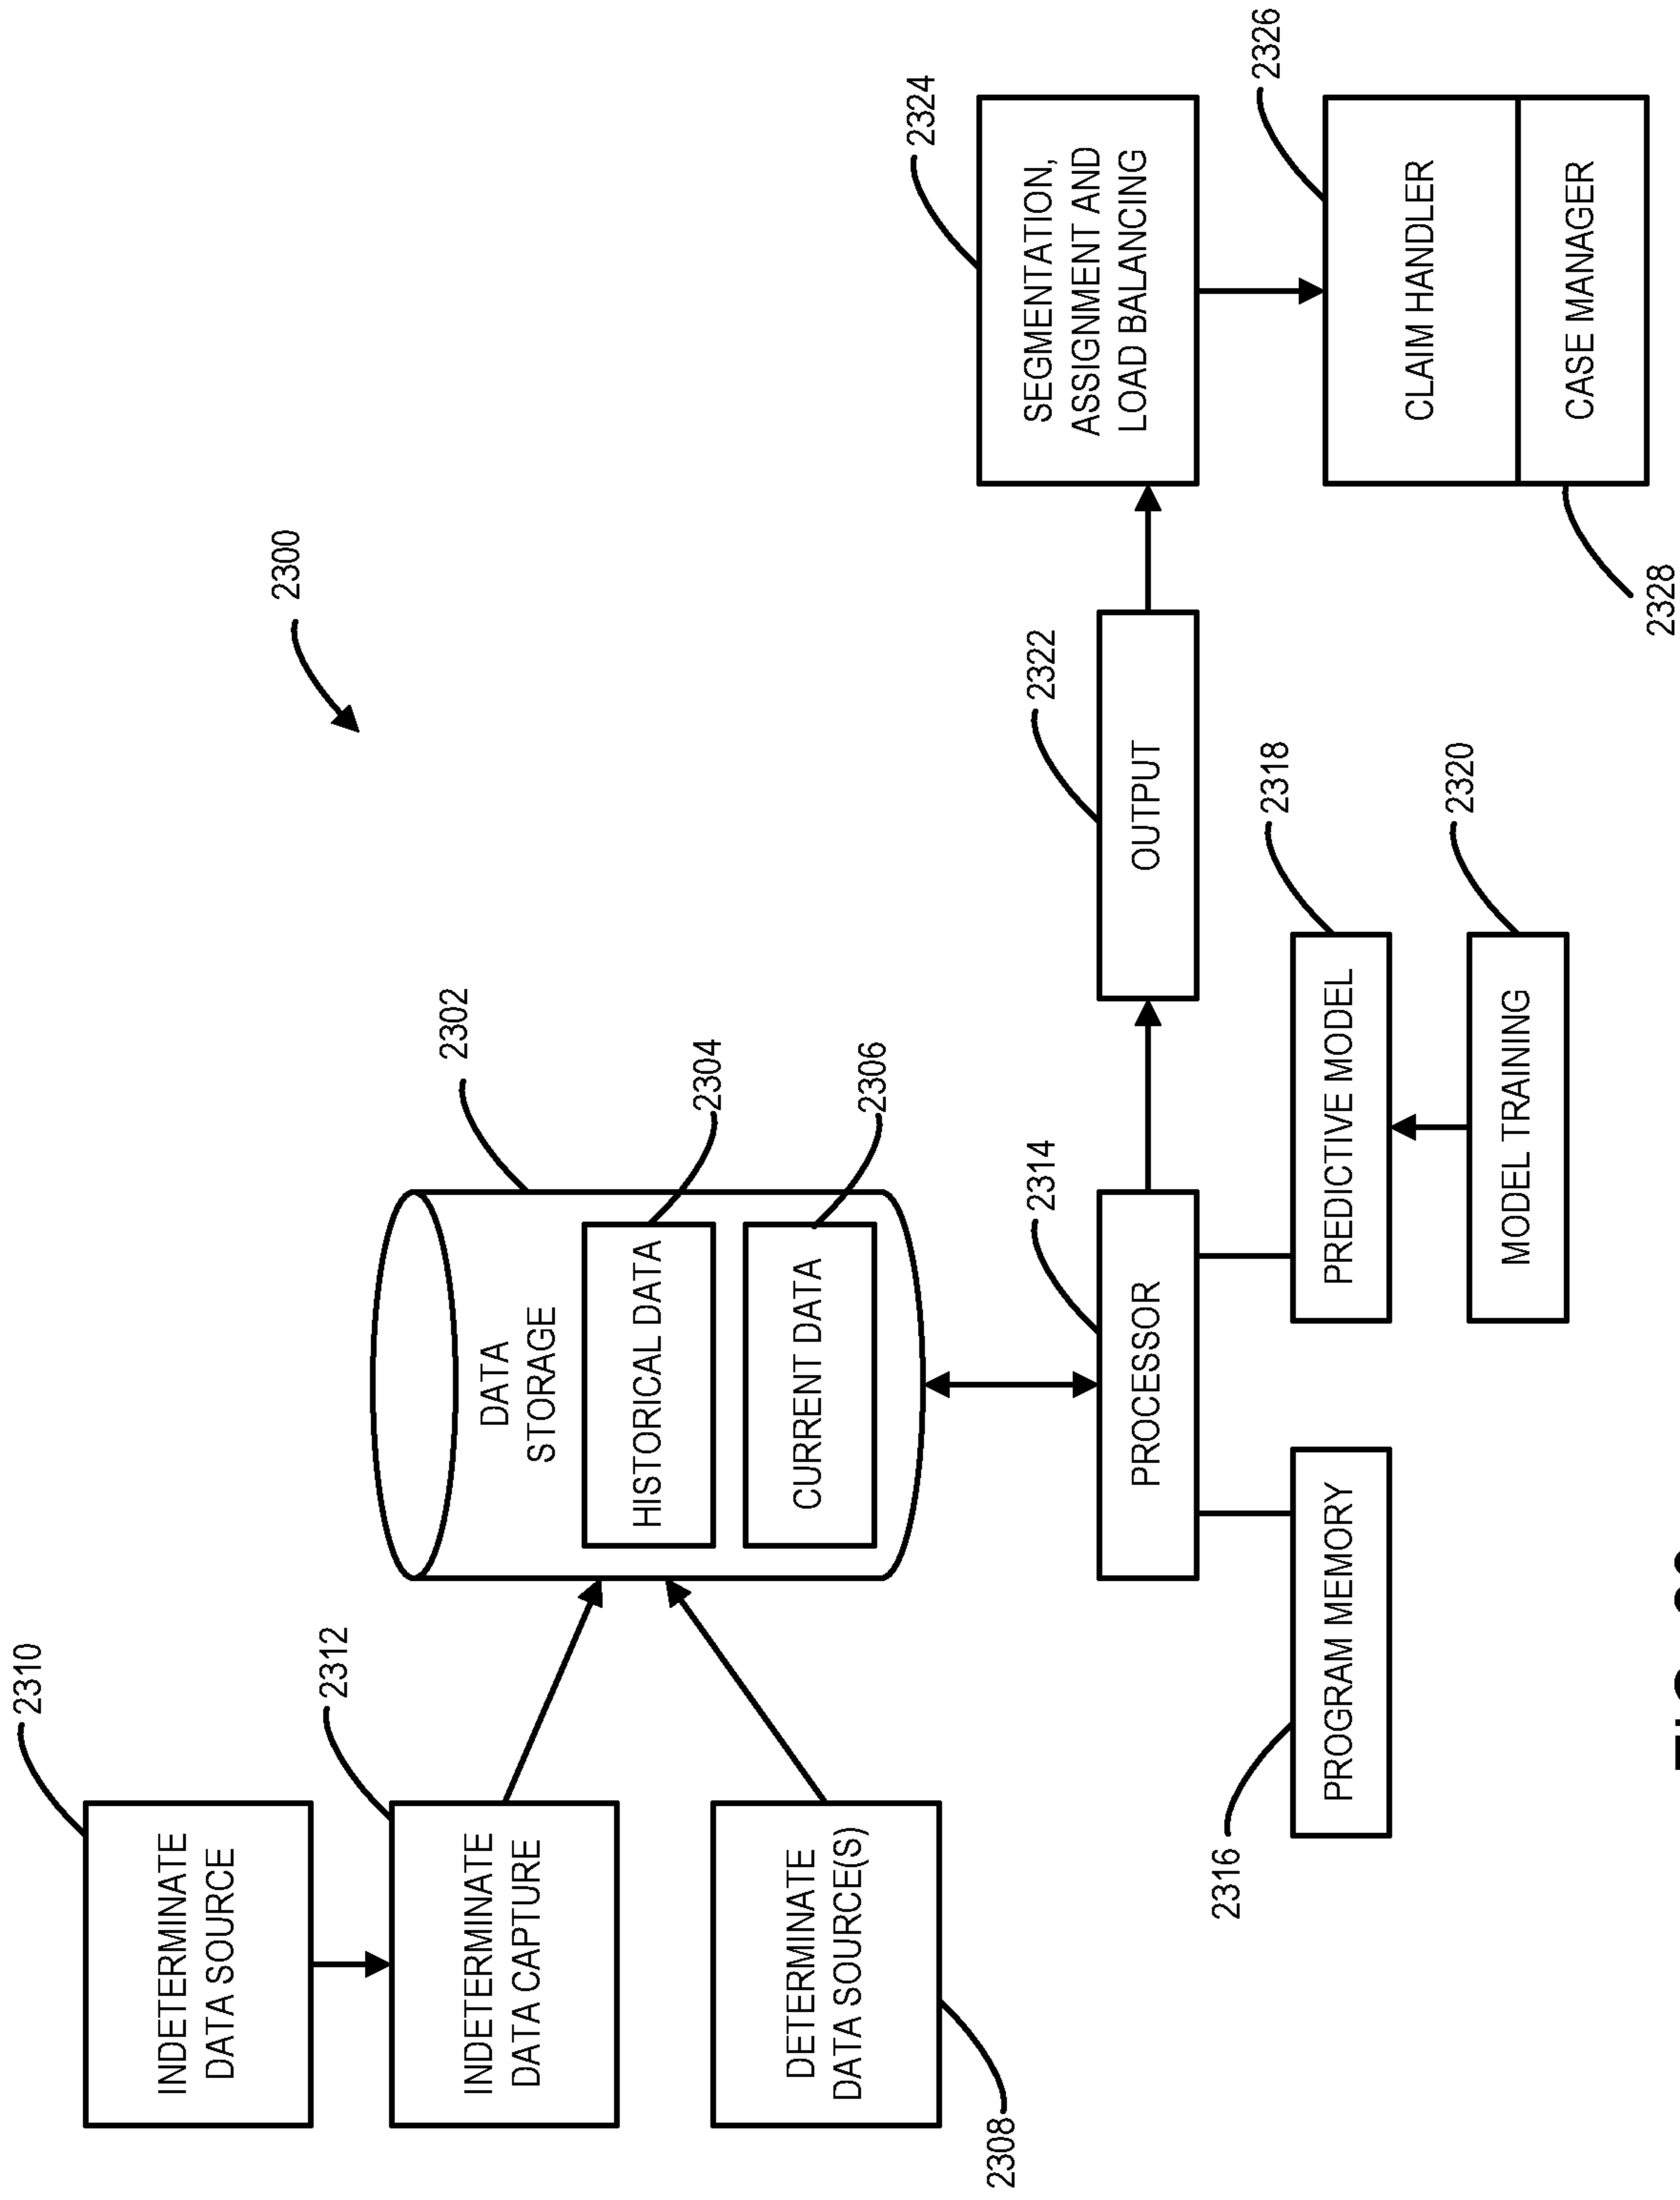 2300
2310
INDETERMINATE
DATA SOURCE
2312
INDETERMINATE
DATA CAPTURE
DETERMINATE
DATA SOURCE(S)
2308
2302
DATA
STORAGE
HISTORICAL DATA
2304
CURRENT DATA
2306
2314
PROCESSOR
2316
PROGRAM MEMORY
PREDICTIVE MODEL
2318
MODEL TRAINING
2320
OUTPUT
2322
2324
SEGMENTATION,
ASSIGNMENT AND
LOAD BALANCING
2326
CLAIM HANDLER
CASE MANAGER
2328